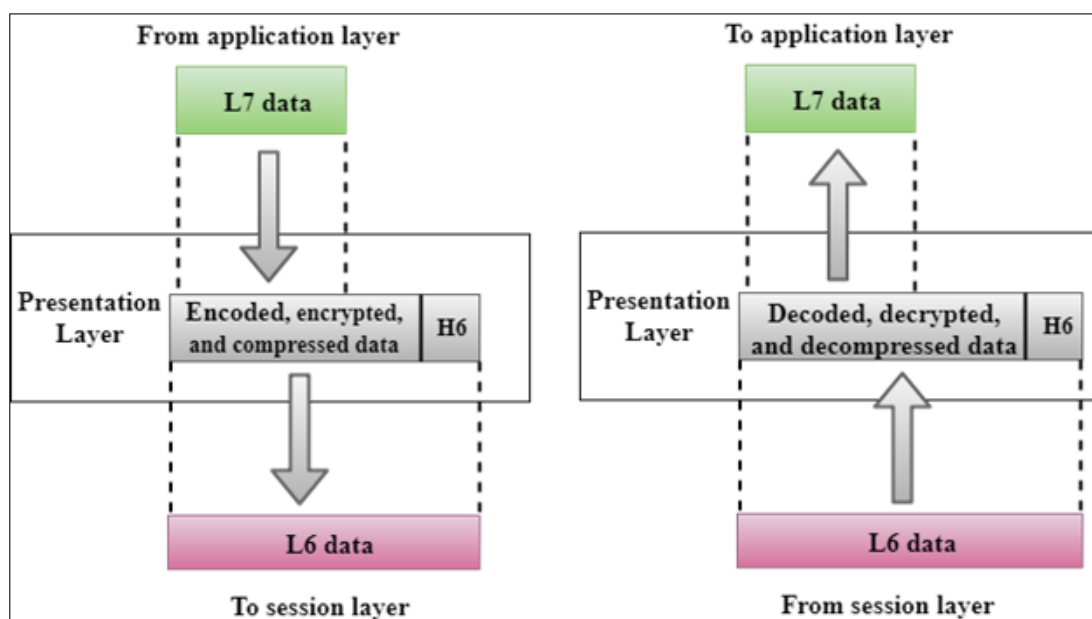 From application layer
L7 data
Presentation
Layer
Encoded, encrypted,
and compressed data
H6
L6 data
To session layer
To application layer
L7 data
Presentation
Layer
Decoded, decrypted,
and decompressed data
H6
L6 data
From session layer